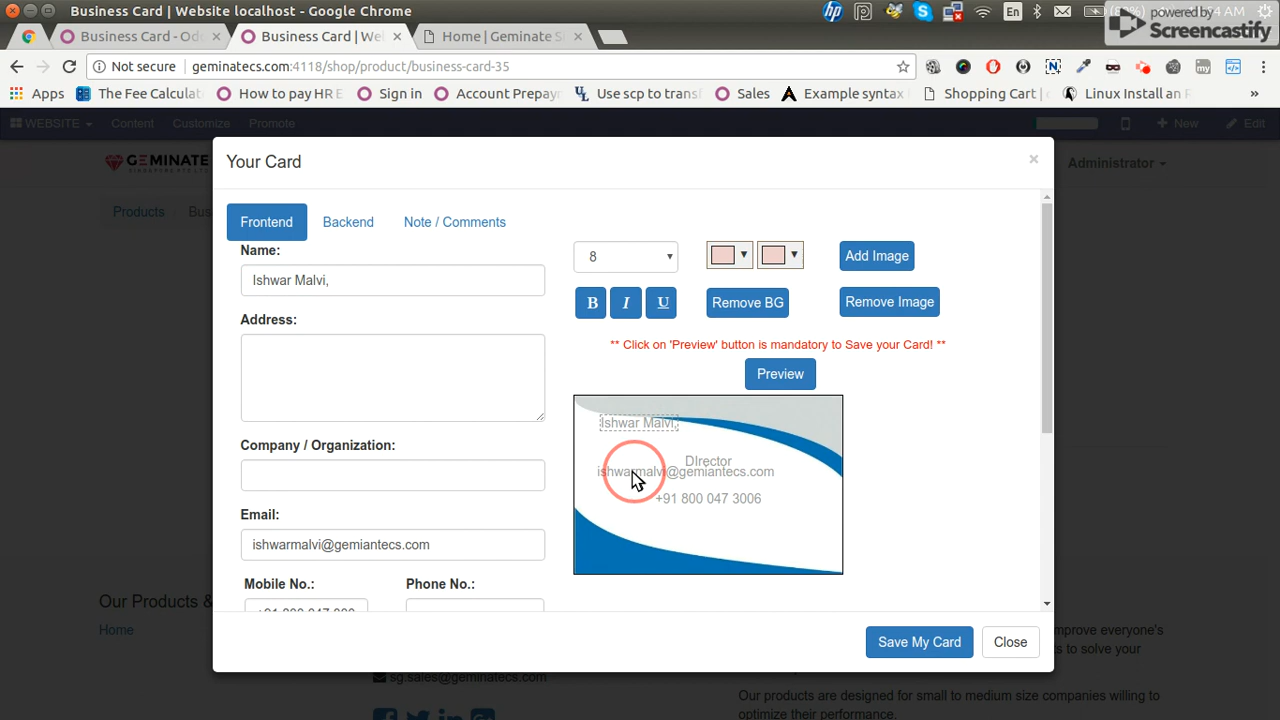 Business Card | Website localhost - Google Chrome
En
powered by
Screencastify
Business Card - Od
Business Card | We
Home | Geminate S
Not secure
geminatecs.com:4118/shop/product/business-card-35
Apps
The Fee Calculat
How to pay HR E
Sign in
Account Prepay
Use scp to trans
Sales
Example syntax
Shopping Cart | e
Linux Install an R
»
WEBSITE
Content
Customize
Promote
New
Edit
GEMINATE
Administrator
Products
Bus
Your Card
×
Frontend
Backend
Note / Comments
Name:
Ishwar Malvi,
8
Add Image
B
I
U
Remove BG
Remove Image
Address:
** Click on 'Preview' button is mandatory to Save your Card! **
Preview
Ishwar Malvi,
DIrector
ishwarmalvi@gemiantecs.com
+91 800 047 3006
Company / Organization:
Email:
ishwarmalvi@gemiantecs.com
Mobile No.:
Phone No.:
Save My Card
Close
Our Products &
Home
improve everyone's
ts to solve your
sg.sales@geminatecs.com
Our products are designed for small to medium size companies willing to
optimize their performance.